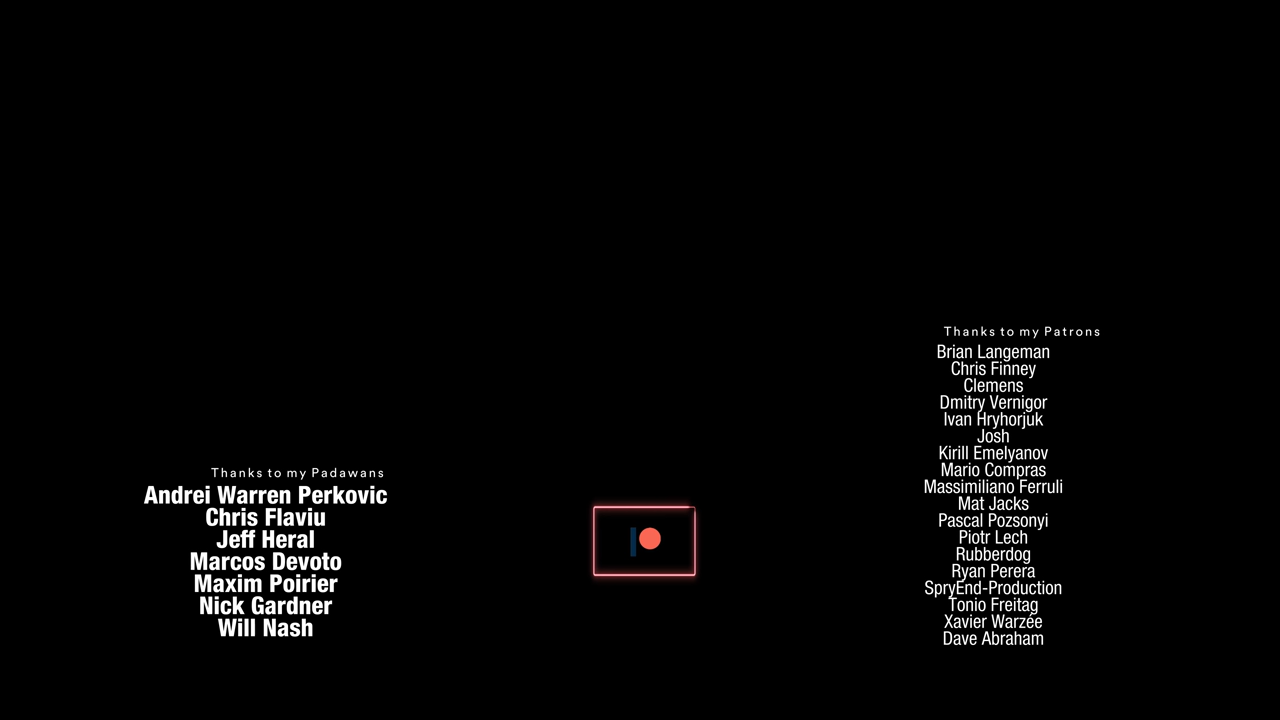 Thanks to my Padawans
Andrei Warren Perkovic
Chris Flaviu
Jeff Heral
Marcos Devoto
Maxim Poirier
Nick Gardner
Will Nash
Thanks to my Patrons
Brian Langeman
Chris Finney
Clemens
Dmitry Vernigor
Ivan Hryhorjuk
Josh
Kirill Emelyanov
Mario Compras
Massimiliano Ferruli
Mat Jacks
Pascal Pozsonyi
Piotr Lech
Rubberdog
Ryan Perera
SpryEnd-Production
Tonio Freitag
Xavier Warzée
Dave Abraham